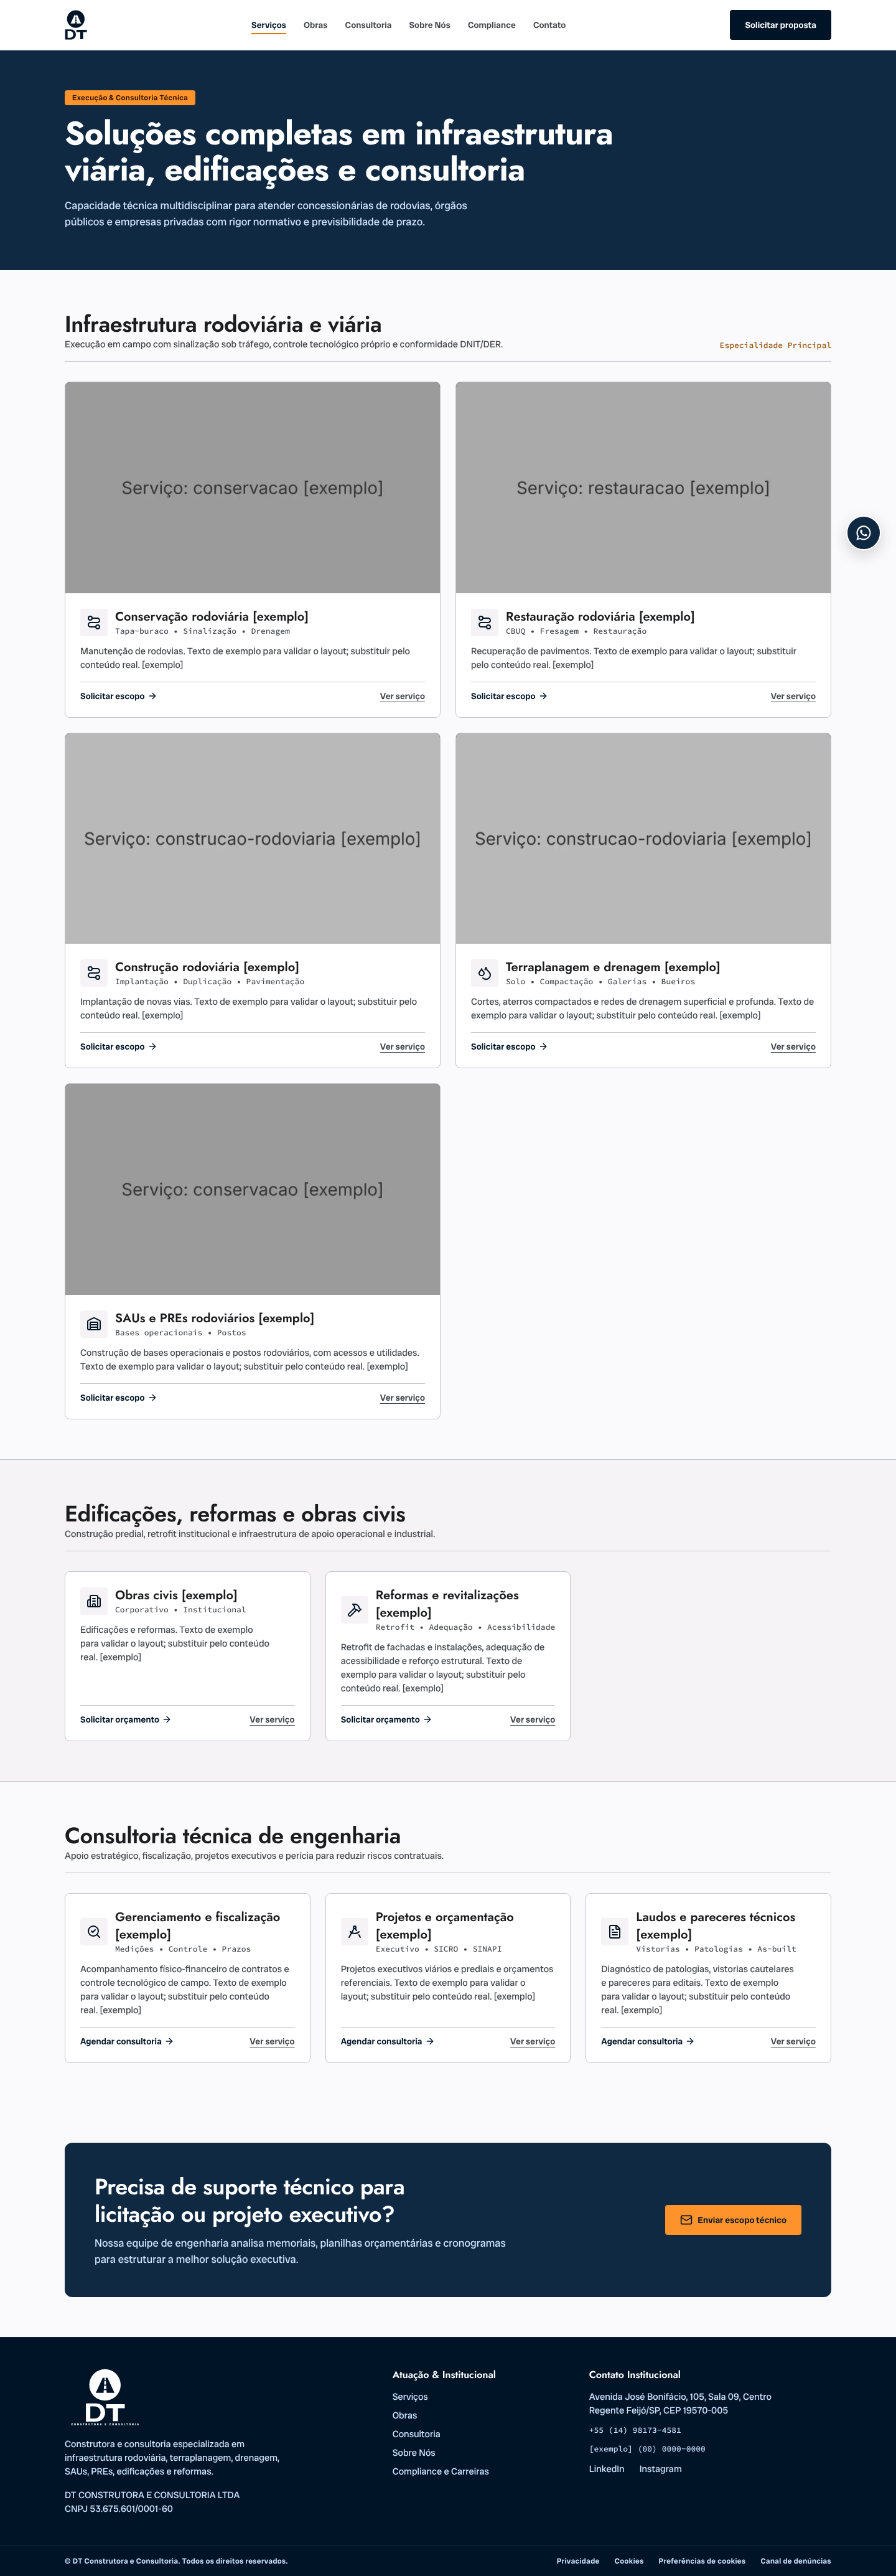 DT
Serviços
Obras
Consultoria
Sobre Nós
Compliance
Contato
Solicitar proposta
Execução & Consultoria Técnica
Soluções completas em infraestrutura
viária, edificações e consultoria
Capacidade técnica multidisciplinar para atender concessionárias de rodovias, órgãos
públicos e empresas privadas com rigor normativo e previsibilidade de prazo.
Infraestrutura rodoviária e viária
Execução em campo com sinalização sob tráfego, controle tecnológico próprio e conformidade DNIT/DER.
Especialidade Principal
Serviço: conservacao [exemplo]
Conservação rodoviária [exemplo]
Tapa-buraco • Sinalização • Drenagem
Manutenção de rodovias. Texto de exemplo para validar o layout; substituir pelo
conteúdo real. [exemplo]
Solicitar escopo →
Ver serviço
Serviço: restauracao [exemplo]
Restauração rodoviária [exemplo]
CBUQ • Fresagem • Restauração
Recuperação de pavimentos. Texto de exemplo para validar o layout; substituir
pelo conteúdo real. [exemplo]
Solicitar escopo →
Ver serviço
Serviço: construcao-rodoviaria [exemplo]
Construção rodoviária [exemplo]
Implantação • Duplicação • Pavimentação
Implantação de novas vias. Texto de exemplo para validar o layout; substituir pelo
conteúdo real. [exemplo]
Solicitar escopo →
Ver serviço
Serviço: construcao-rodoviaria [exemplo]
Terraplanagem e drenagem [exemplo]
Solo • Compactação • Galerias • Bueiros
Cortes, aterros compactados e redes de drenagem superficial e profunda. Texto de
exemplo para validar o layout; substituir pelo conteúdo real. [exemplo]
Solicitar escopo →
Ver serviço
Serviço: conservacao [exemplo]
SAUs e PREs rodoviários [exemplo]
Bases operacionais • Postos
Construção de bases operacionais e postos rodoviários, com acessos e utilidades.
Texto de exemplo para validar o layout; substituir pelo conteúdo real. [exemplo]
Solicitar escopo →
Ver serviço
Edificações, reformas e obras civis
Construção predial, retrofit institucional e infraestrutura de apoio operacional e industrial.
Obras civis [exemplo]
Corporativo • Institucional
Edificações e reformas. Texto de exemplo
para validar o layout; substituir pelo conteúdo
real. [exemplo]
Solicitar orçamento →
Ver serviço
Reformas e revitalizações
[exemplo]
Retrofit • Adequação • Acessibilidade
Retrofit de fachadas e instalações, adequação de
acessibilidade e reforço estrutural. Texto de
exemplo para validar o layout; substituir pelo
conteúdo real. [exemplo]
Solicitar orçamento →
Ver serviço
Consultoria técnica de engenharia
Apoio estratégico, fiscalização, projetos executivos e perícia para reduzir riscos contratuais.
Gerenciamento e fiscalização
[exemplo]
Medições • Controle • Prazos
Acompanhamento físico-financeiro de contratos e
controle tecnológico de campo. Texto de exemplo
para validar o layout; substituir pelo conteúdo
real. [exemplo]
Agendar consultoria →
Ver serviço
Projetos e orçamentação
[exemplo]
Executivo • SICRO • SINAPI
Projetos executivos viários e prediais e orçamentos
referenciais. Texto de exemplo para validar o
layout; substituir pelo conteúdo real. [exemplo]
Agendar consultoria →
Ver serviço
Laudos e pareceres técnicos
[exemplo]
Vistorias • Patologias • As-built
Diagnóstico de patologias, vistorias cautelares
e pareceres para editais. Texto de exemplo
para validar o layout; substituir pelo conteúdo
real. [exemplo]
Agendar consultoria →
Ver serviço
Precisa de suporte técnico para
licitação ou projeto executivo?
Nossa equipe de engenharia analisa memoriais, planilhas orçamentárias e cronogramas
para estruturar a melhor solução executiva.
Enviar escopo técnico
DT
CONSTRUTORA E CONSULTORIA
Construtora e consultoria especializada em
infraestrutura rodoviária, terraplanagem, drenagem,
SAUs, PREs, edificações e reformas.
DT CONSTRUTORA E CONSULTORIA LTDA
CNPJ 53.675.601/0001-60
Atuação & Institucional
Serviços
Obras
Consultoria
Sobre Nós
Compliance e Carreiras
Contato Institucional
Avenida José Bonifácio, 105, Sala 09, Centro
Regente Feijó/SP, CEP 19570-005
+55 (14) 98173-4581
[exemplo] (00) 0000-0000
LinkedIn
Instagram
© DT Construtora e Consultoria. Todos os direitos reservados.
Privacidade
Cookies
Preferências de cookies
Canal de denúncias